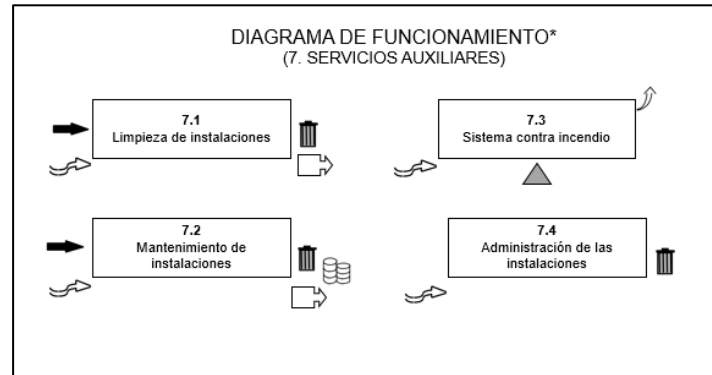 DIAGRAMA DE FUNCIONAMIENTO*
(7. SERVICIOS AUXILIARES)
7.1
Limpieza de instalaciones
7.3
Sistema contra incendio
7.2
Mantenimiento de
instalaciones
7.4
Administración de las
instalaciones